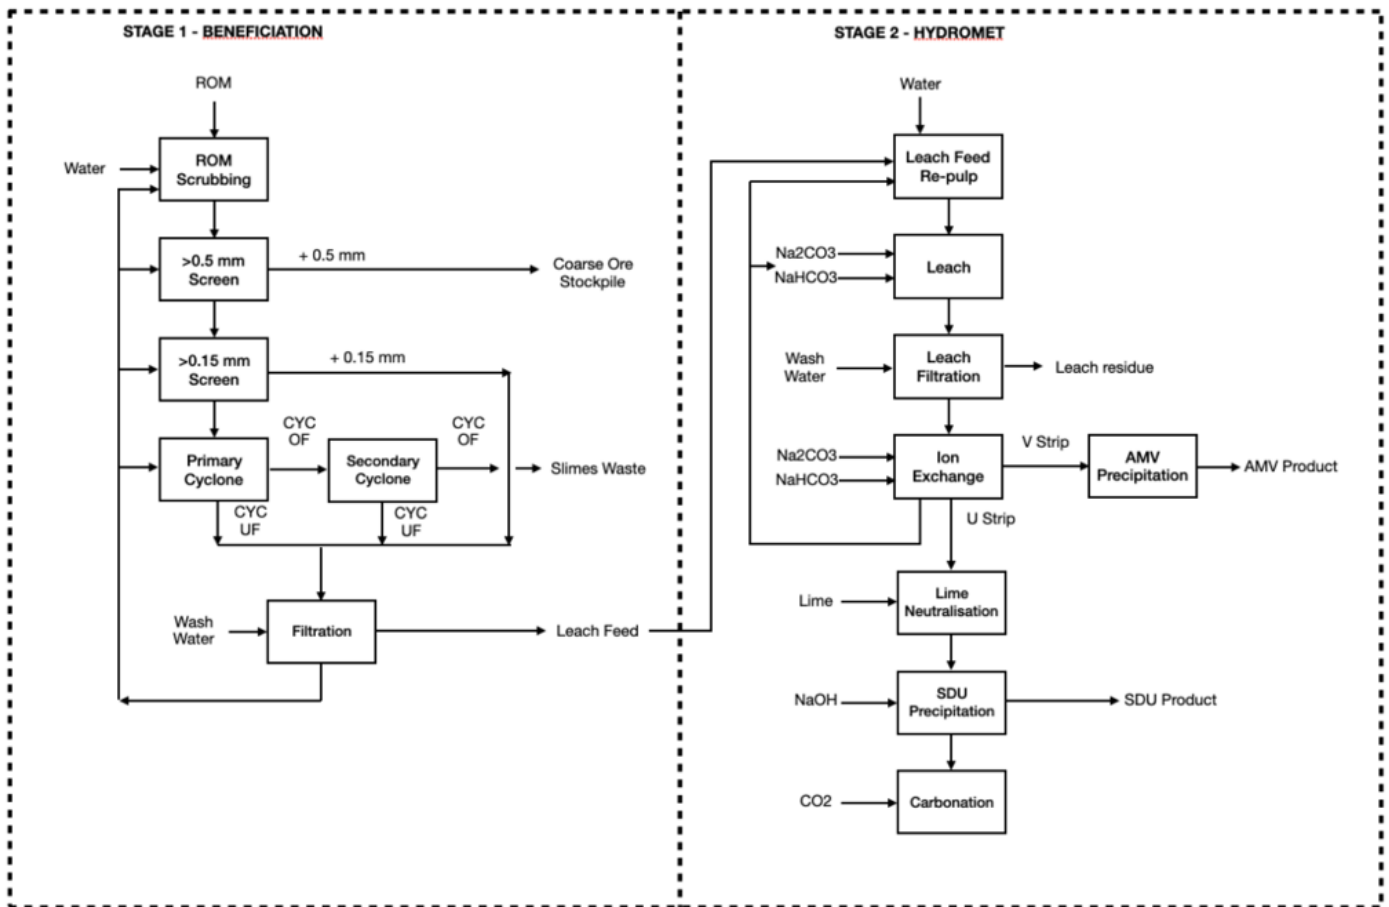 STAGE 1 - BENEFICIATION
ROM
Water
ROM
Scrubbing
>0.5 mm
Screen
+ 0.5 mm
Coarse Ore
Stockpile
>0.15 mm
Screen
+ 0.15 mm
CYC
OF
CYC
OF
Primary
Cyclone
Secondary
Cyclone
Slimes Waste
CYC
UF
CYC
UF
Wash
Water
Filtration
Leach Feed
STAGE 2 - HYDROMET
Water
Leach Feed
Re-pulp
Na2CO3
NaHCO3
Leach
Wash
Water
Leach
Filtration
Leach residue
Na2CO3
NaHCO3
Ion
Exchange
V Strip
AMV
Precipitation
AMV Product
U Strip
Lime
Lime
Neutralisation
NaOH
SDU
Precipitation
SDU Product
CO2
Carbonation